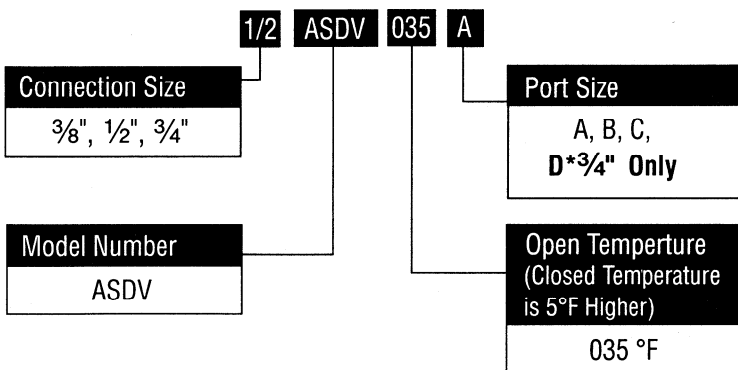 1/2 ASDV 035 A
Connection Size
⅜", ½", ¾"
Port Size
A, B, C,
D*¾" Only
Model Number
ASDV
Open Temperture
(Closed Temperature
is 5°F Higher)
035 °F